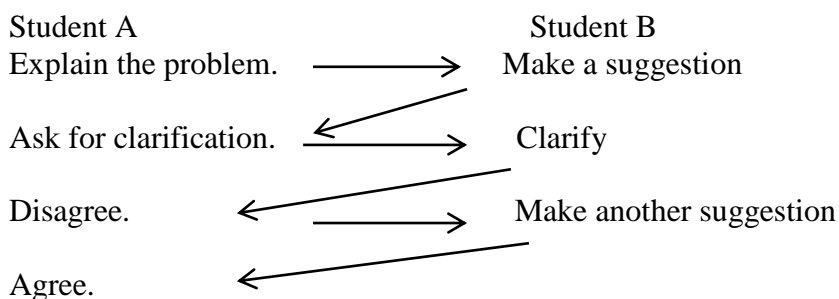 Student A Student B
Explain the problem. Make a suggestion
Ask for clarification. Clarify
Disagree. Make another suggestion
Agree.